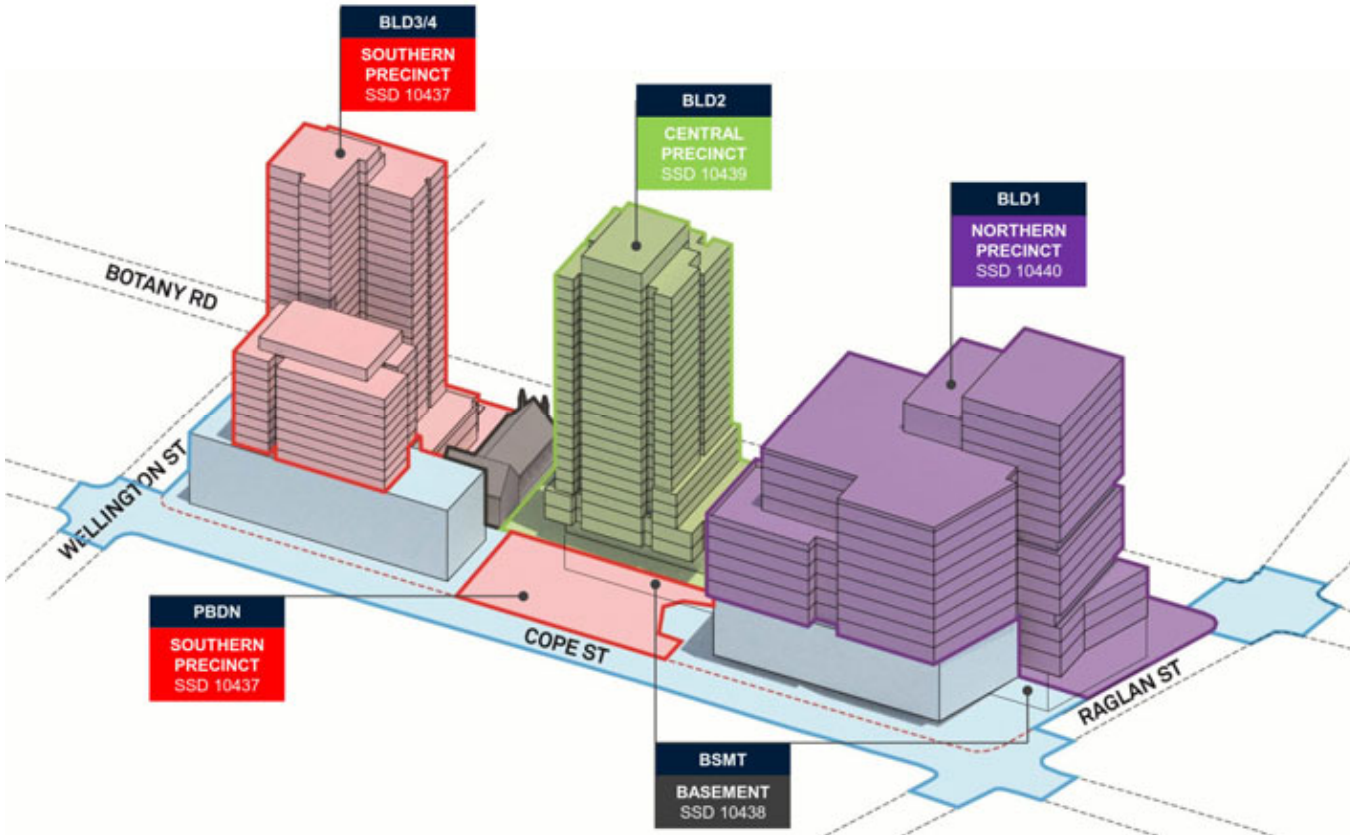 BLD3/4
SOUTHERN
PRECINCT
SSD 10437
BLD2
CENTRAL
PRECINCT
SSD 10439
BLD1
NORTHERN
PRECINCT
SSD 10440
BOTANY RD
WELLINGTON ST
PBDN
SOUTHERN
PRECINCT
SSD 10437
COPE ST
RAGLAN ST
BSMT
BASEMENT
SSD 10438